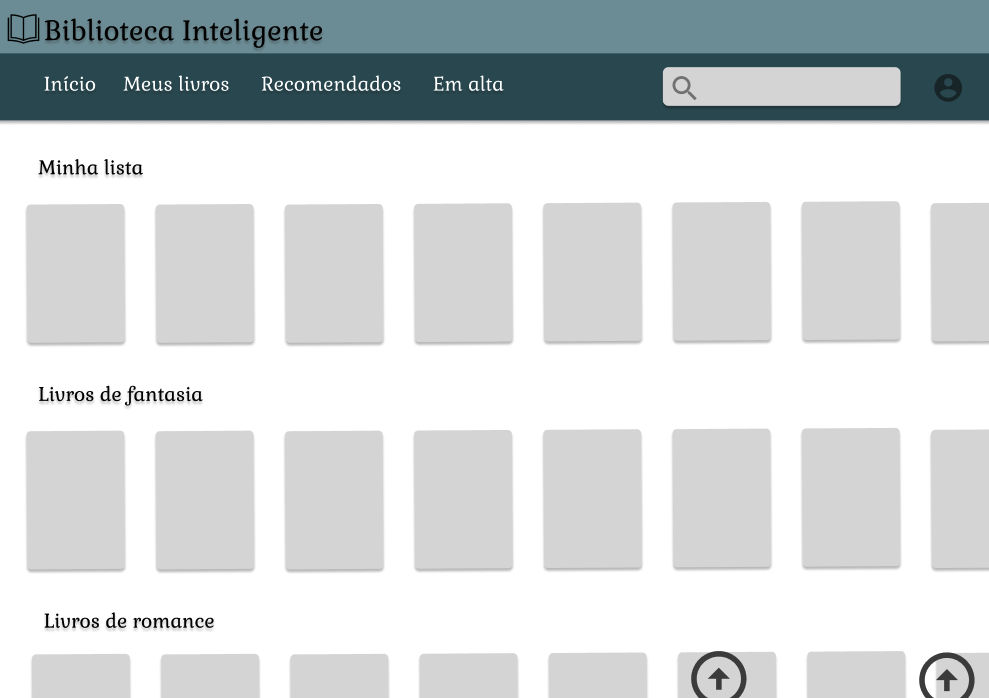 Biblioteca Inteligente
Início Meus livros Recomendados Em alta
Minha lista
Livros de fantasia
Livros de romance